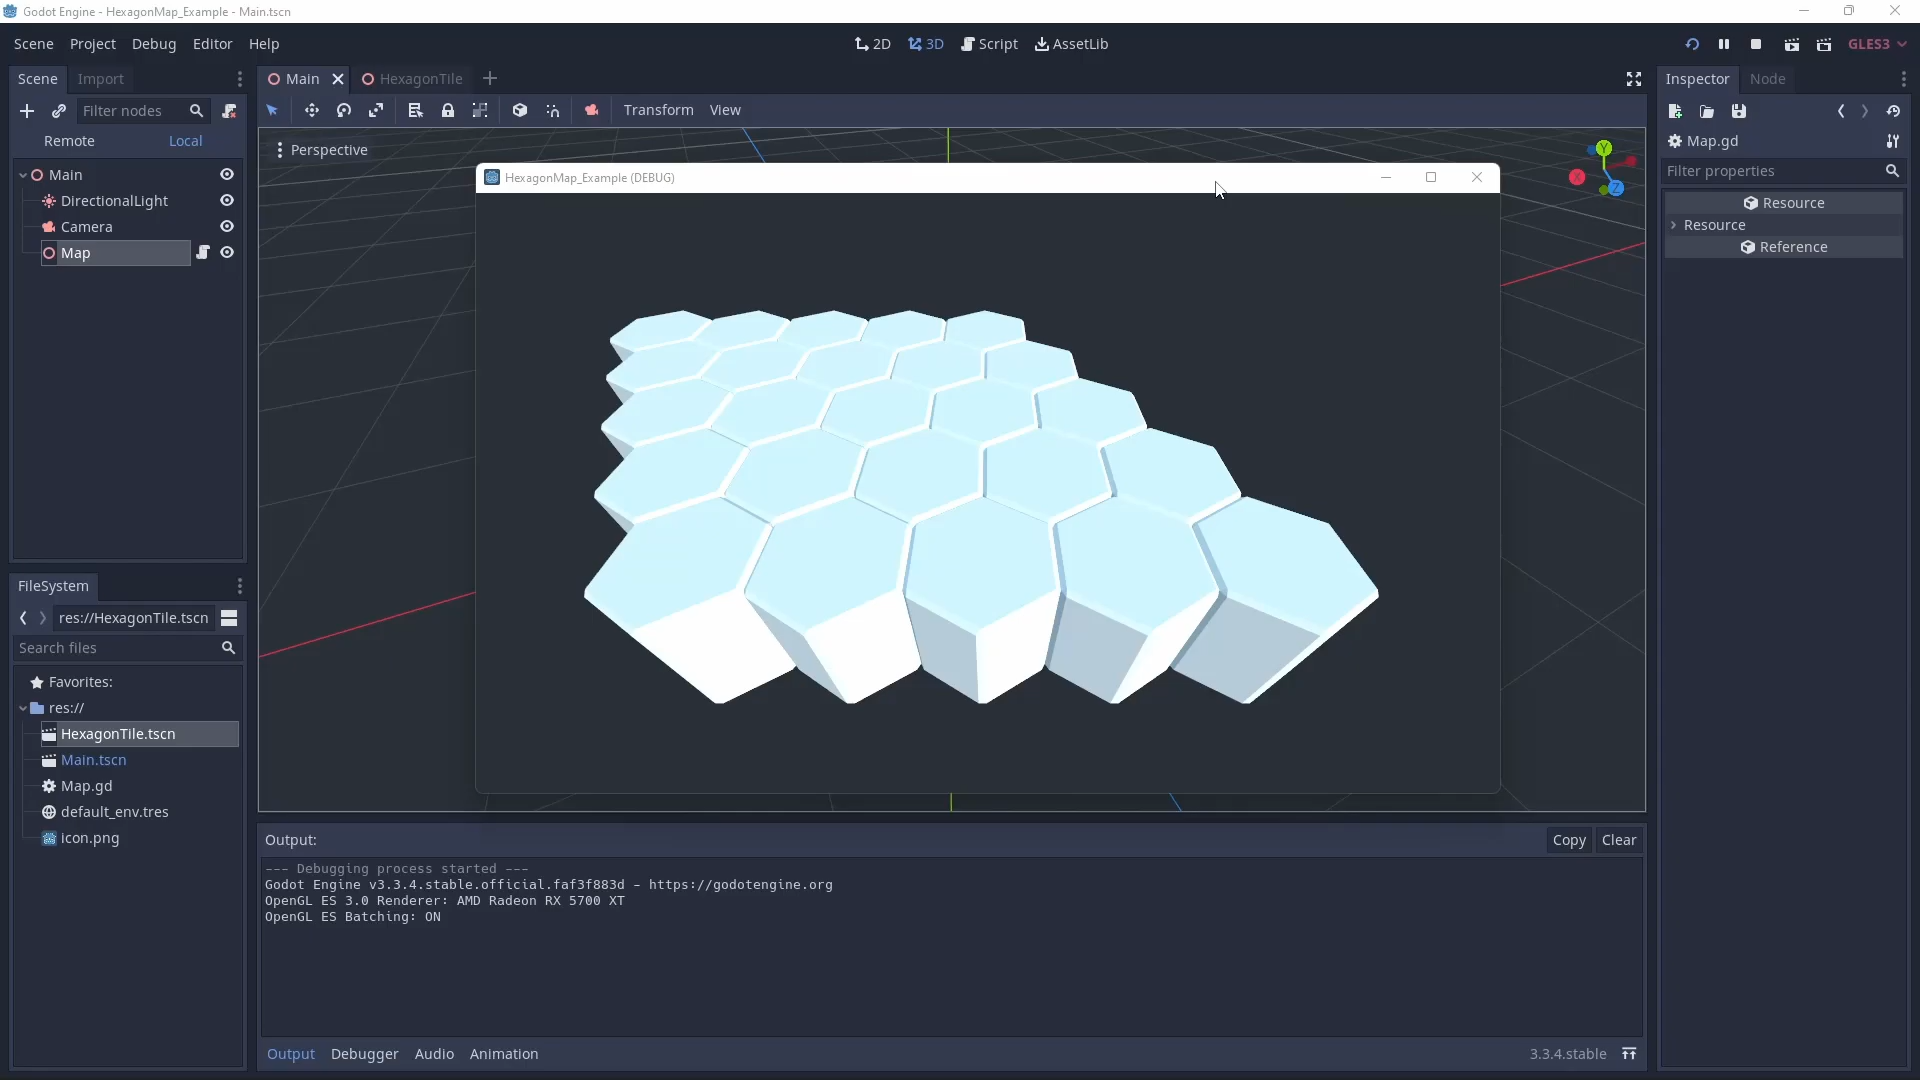 Godot Engine - HexagonMap_Example - Main.tscn
Scene Project Debug Editor Help
2D 3D Script AssetLib
GLES3
Scene Import
Filter nodes
Remote Local
Main
DirectionalLight
Camera
Map
FileSystem
res://HexagonTile.tscn
Search files
Favorites:
res://
HexagonTile.tscn
Main.tscn
Map.gd
default_env.tres
icon.png
Main HexagonTile
Transform View
Perspective
HexagonMap_Example (DEBUG)
Y
X
Z
Output:
Copy Clear
--- Debugging process started ---
Godot Engine v3.3.4.stable.official.faf3f883d - https://godotengine.org
OpenGL ES 3.0 Renderer: AMD Radeon RX 5700 XT
OpenGL ES Batching: ON
Output Debugger Audio Animation
3.3.4.stable
Inspector Node
Map.gd
Filter properties
Resource
Resource
Reference